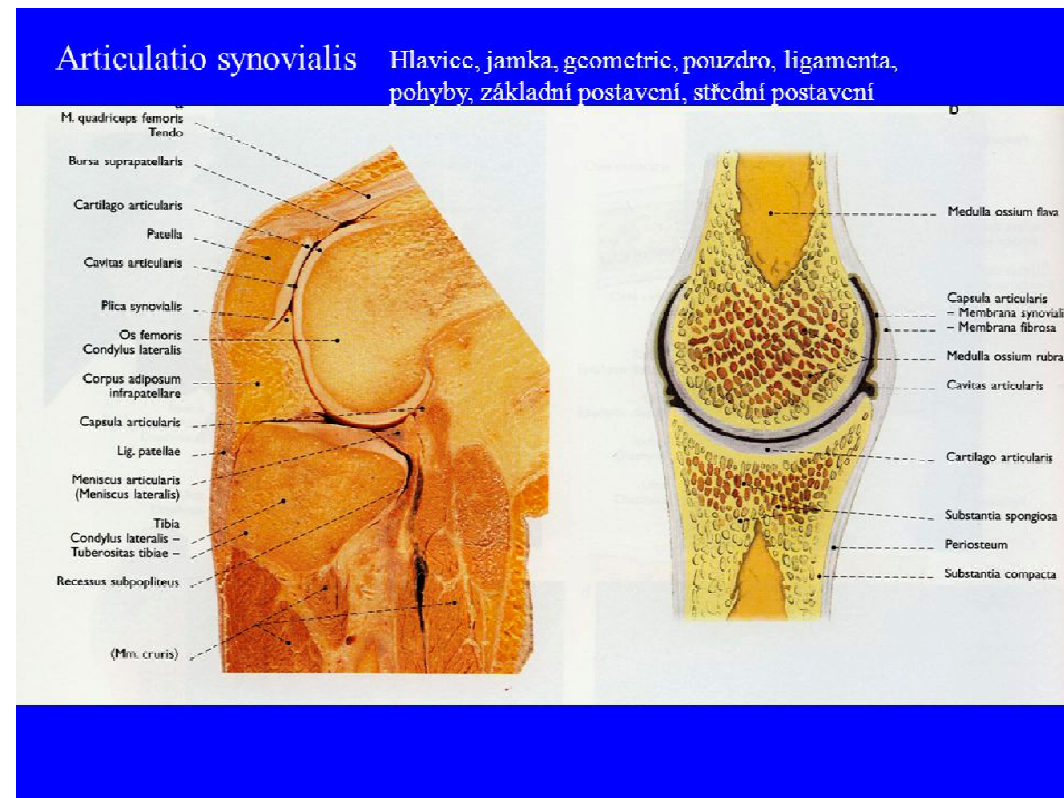 Articulatio synovialis
Hlavice, jamka, geometrie, pouzdro, ligamenta,
pohyby, základní postavení, střední postavení
a
M. quadriceps femoris
Tendo
Bursa suprapatellaris
Cartilago articularis
Patella
Cavitas articularis
Plica synovialis
Os femoris
Condylus lateralis
Corpus adiposum
infrapatellare
Capsula articularis
Lig. patellae
Meniscus articularis
(Meniscus lateralis)
Tibia
Condylus lateralis –
Tuberositas tibiae –
Recessus subpopliteus
(Mm. cruris)
b
Medulla ossium flava
Capsula articularis
– Membrana synoviali
– Membrana fibrosa
Medulla ossium rubra
Cavitas articularis
Cartilago articularis
Substantia spongiosa
Periosteum
Substantia compacta